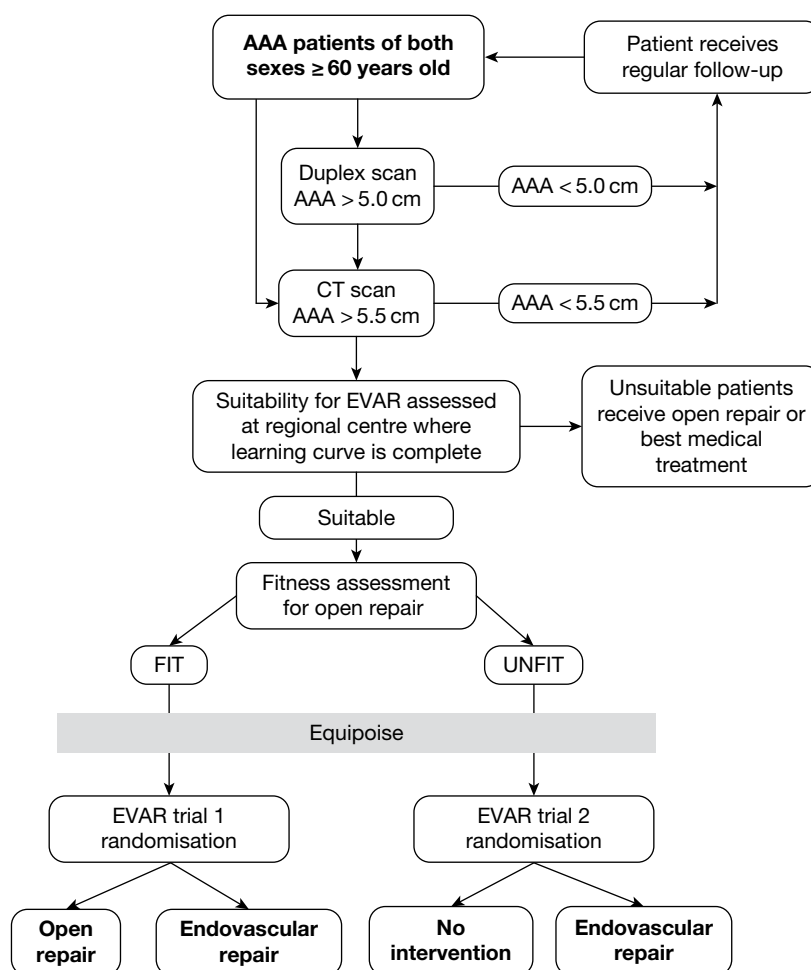 AAA patients of both
sexes ≥ 60 years old
Patient receives
regular follow-up
Duplex scan
AAA > 5.0 cm
AAA < 5.0 cm
CT scan
AAA > 5.5 cm
AAA < 5.5 cm
Suitability for EVAR assessed
at regional centre where
learning curve is complete
Unsuitable patients
receive open repair or
best medical
treatment
Suitable
Fitness assessment
for open repair
FIT
UNFIT
Equipoise
EVAR trial 1
randomisation
EVAR trial 2
randomisation
Open
repair
Endovascular
repair
No
intervention
Endovascular
repair